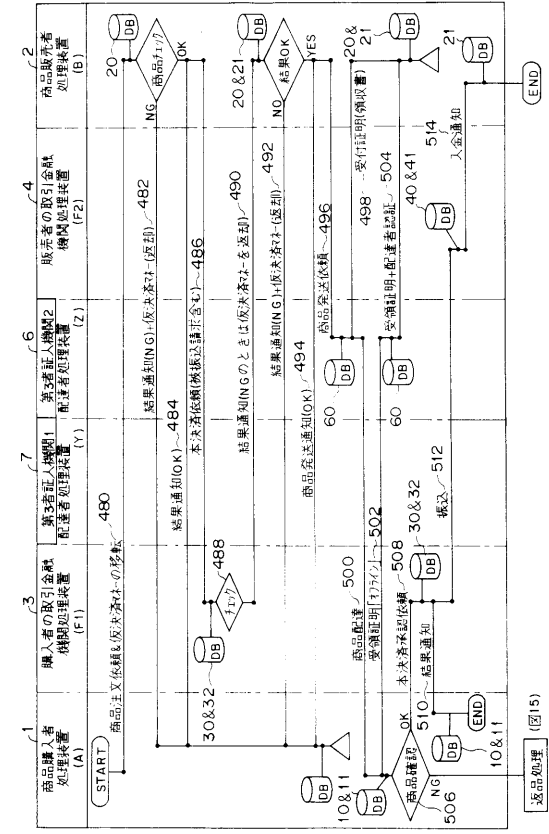 1
商品購入者
処理装置
(A)
3
購入者の取引金融
機関処理装置
(F1)
7
第3者証人機関1
配達者処理装置
(Y)
6
第3者証人機関2
配達者処理装置
(Z)
4
販売者の取引金融
機関処理装置
(F2)
2
商品販売者
処理装置
(B)
START
商品注文依頼&仮決済マネーの移転
480
20
DB
商品チェック
NG
OK
結果通知(NG)+仮決済マネー(返却)
482
結果通知(OK)
484
本決済依頼(被振込請求含む)
486
30&32
DB
チェック
488
結果通知(NGのときは仮決済マネーを返却)
490
20&21
DB
結果OK
NO
YES
結果通知(NG)+仮決済マネー(返却)
492
商品発送通知(OK)
494
10&11
DB
商品発送依頼
496
60
DB
20&
21
DB
498
受付証明(領収書)
商品配達
500
受領証明[オフライン]
502
60
DB
受領証明+配達者認証
504
DB
商品確認
506
OK
NG
本決済承認依頼
508
30&32
DB
510
結果通知
10&11
DB
END
振込
512
40&41
DB
514
入金通知
21
DB
END
返品処理
(図15)